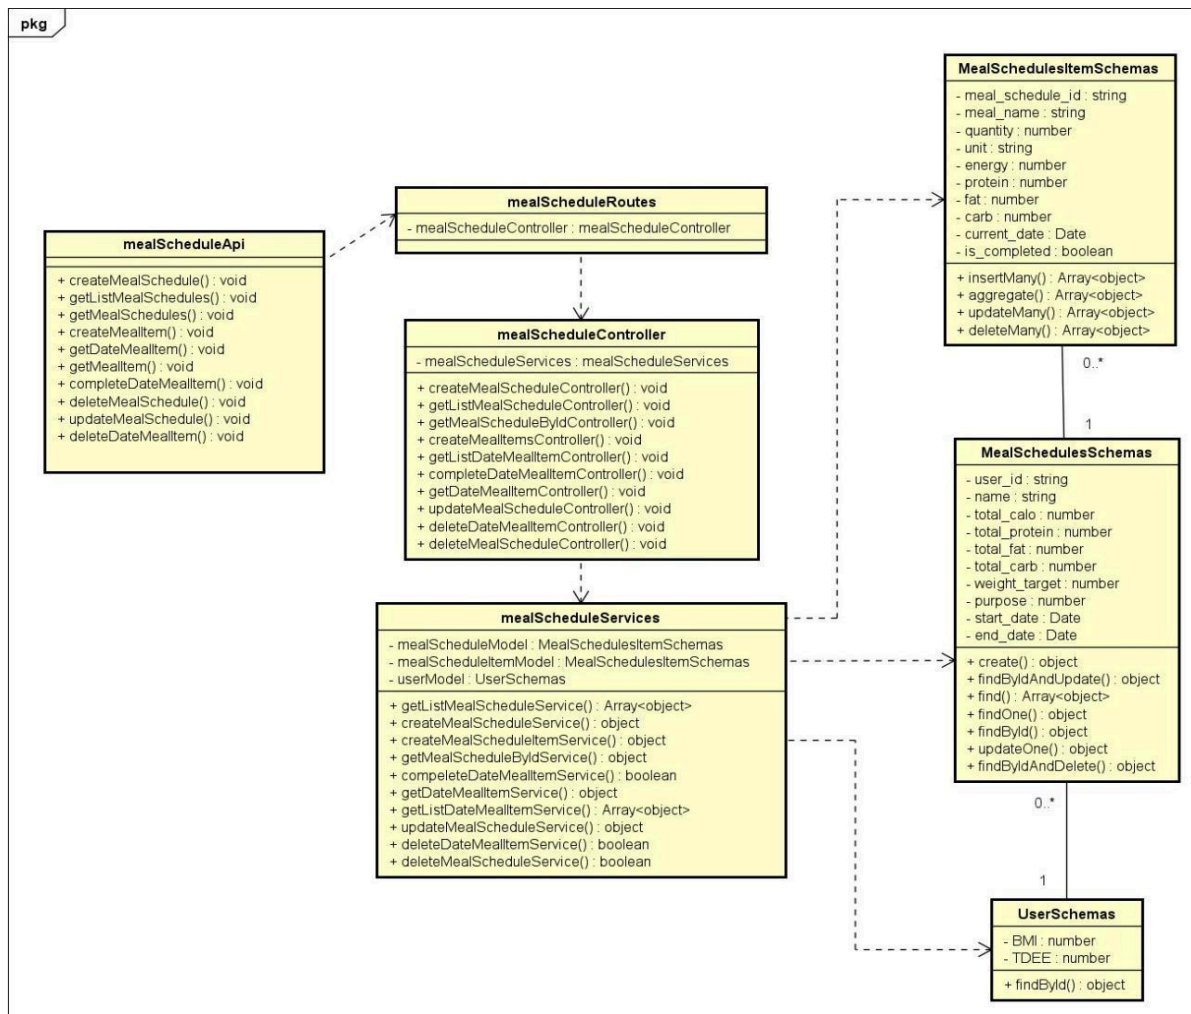 pkg
mealScheduleApi
+ createMealSchedule() : void
+ getListMealSchedules() : void
+ getMealSchedules() : void
+ createMealItem() : void
+ getDateMealItem() : void
+ getMealItem() : void
+ completeDateMealItem() : void
+ deleteMealSchedule() : void
+ updateMealSchedule() : void
+ deleteDateMealItem() : void
mealScheduleRoutes
- mealScheduleController : mealScheduleController
mealScheduleController
- mealScheduleServices : mealScheduleServices
+ createMealScheduleController() : void
+ getListMealScheduleController() : void
+ getMealScheduleByIdController() : void
+ createMealItemsController() : void
+ getListDateMealItemController() : void
+ completeDateMealItemController() : void
+ getDateMealItemController() : void
+ updateMealScheduleController() : void
+ deleteDateMealItemController() : void
+ deleteMealScheduleController() : void
mealScheduleServices
- mealScheduleModel : MealSchedulesItemSchemas
- mealScheduleItemModel : MealSchedulesItemSchemas
- userModel : UserSchemas
+ getListMealScheduleService() : Array<object>
+ createMealScheduleService() : object
+ createMealScheduleItemService() : object
+ getMealScheduleByIdService() : object
+ compeleteDateMealItemService() : boolean
+ getDateMealItemService() : object
+ getListDateMealItemService() : Array<object>
+ updateMealScheduleService() : object
+ deleteDateMealItemService() : boolean
+ deleteMealScheduleService() : boolean
MealSchedulesItemSchemas
- meal_schedule_id : string
- meal_name : string
- quantity : number
- unit : string
- energy : number
- protein : number
- fat : number
- carb : number
- current_date : Date
- is_completed : boolean
+ insertMany() : Array<object>
+ aggregate() : Array<object>
+ updateMany() : Array<object>
+ deleteMany() : Array<object>
0..*
1
MealSchedulesSchemas
- user_id : string
- name : string
- total_calo : number
- total_protein : number
- total_fat : number
- total_carb : number
- weight_target : number
- purpose : number
- start_date : Date
- end_date : Date
+ create() : object
+ findByIdAndUpdate() : object
+ find() : Array<object>
+ findOne() : object
+ findById() : object
+ updateOne() : object
+ findByIdAndDelete() : object
0..*
1
UserSchemas
- BMI : number
- TDEE : number
+ findById() : object